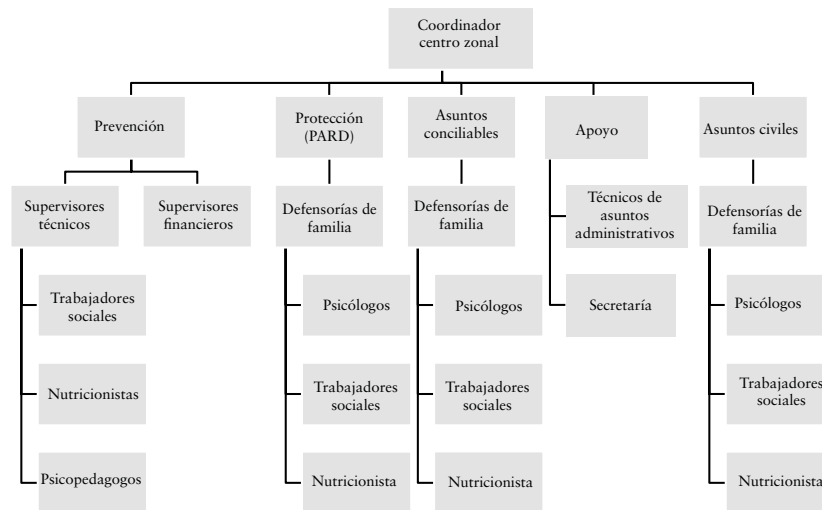 Coordinador
centro zonal
Prevención
Protección
(PARD)
Asuntos
conciliables
Apoyo
Asuntos civiles
Supervisores
técnicos
Supervisores
financieros
Defensorías de
familia
Defensorías de
familia
Técnicos de
asuntos
administrativos
Defensorías de
familia
Trabajadores
sociales
Psicólogos
Psicólogos
Secretaría
Psicólogos
Nutricionistas
Trabajadores
sociales
Trabajadores
sociales
Trabajadores
sociales
Psicopedagogos
Nutricionista
Nutricionista
Nutricionista